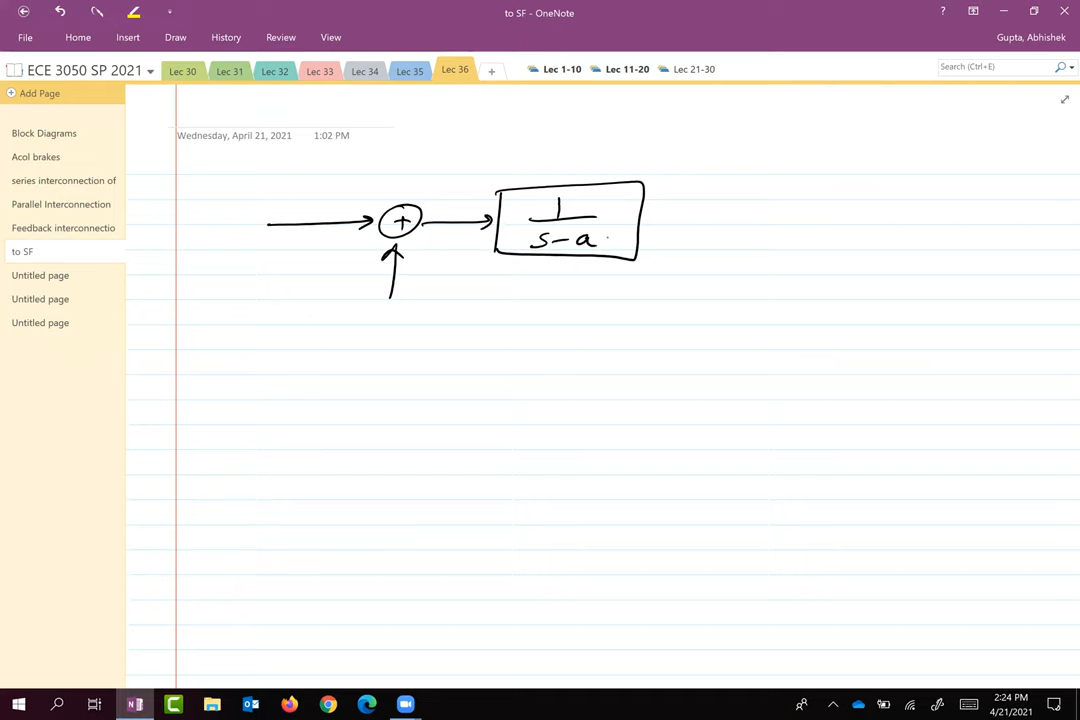 to SF - OneNote
?
File Home Insert Draw History Review View
Gupta, Abhishek
ECE 3050 SP 2021 Lec 30 Lec 31 Lec 32 Lec 33 Lec 34 Lec 35 Lec 36 + Lec 1-10 Lec 11-20 Lec 21-30
Search (Ctrl+E)
Add Page
Block Diagrams
Acol brakes
series interconnection of
Parallel Interconnection
Feedback interconnectio
to SF
Untitled page
Untitled page
Untitled page
Wednesday, April 21, 2021 1:02 PM
+
1
s-a
2:24 PM
4/21/2021